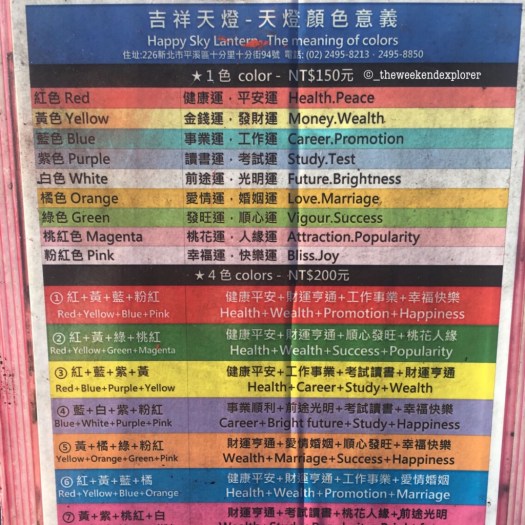 吉祥天燈-天燈顏色意義
Happy Sky Lantern - The meaning of colors
住址:226新北市平溪區十分里十分街94號 電話: (02) 2495-8213、2495-8850
★1色 color - NT$150元
©_theweekendexplorer
紅色 Red 健康運.平安運 Health.Peace
黃色 Yellow 金錢運.發財運 Money.Wealth
藍色 Blue 事業運.工作運 Career.Promotion
紫色 Purple 讀書運.考試運 Study.Test
白色 White 前途運.光明運 Future.Brightness
橘色 Orange 愛情運.婚姻運 Love.Marriage
綠色 Green 發旺運.順心運 Vigour.Success
桃紅色 Magenta 桃花運.人緣運 Attraction.Popularity
粉紅色 Pink 幸福運.快樂運 Bliss.Joy
★4色 colors - NT$200元
①紅+黃+藍+粉紅 健康平安+財運亨通+工作事業+幸福快樂
Red+Yellow+Blue+Pink Health+Wealth+Promotion+Happiness
②紅+黃+綠+桃紅 健康平安+財運亨通+順心發旺+桃花人緣
Red+Yellow+Green+Magenta Health+Wealth+Success+Popularity
③紅+藍+紫+黃 健康平安+工作事業+考試讀書+財運亨通
Red+Blue+Purple+Yellow Health+Career+Study+Wealth
④藍+白+紫+粉紅 事業順利+前途光明+考試讀書+幸福快樂
Blue+White+Purple+Pink Career+Bright future+Study+Happiness
⑤黃+橘+綠+粉紅 財運亨通+愛情婚姻+順心發旺+幸福快樂
Yellow+Orange+Green+Pink Wealth+Marriage+Success+Happiness
⑥紅+黃+藍+橘 健康平安+財運亨通+工作事業+愛情婚姻
Red+Yellow+Blue+Orange Health+Wealth+Promotion+Marriage
⑦黃+紫+桃紅+白 財運亨通+考試讀書+桃花人緣+前途光明